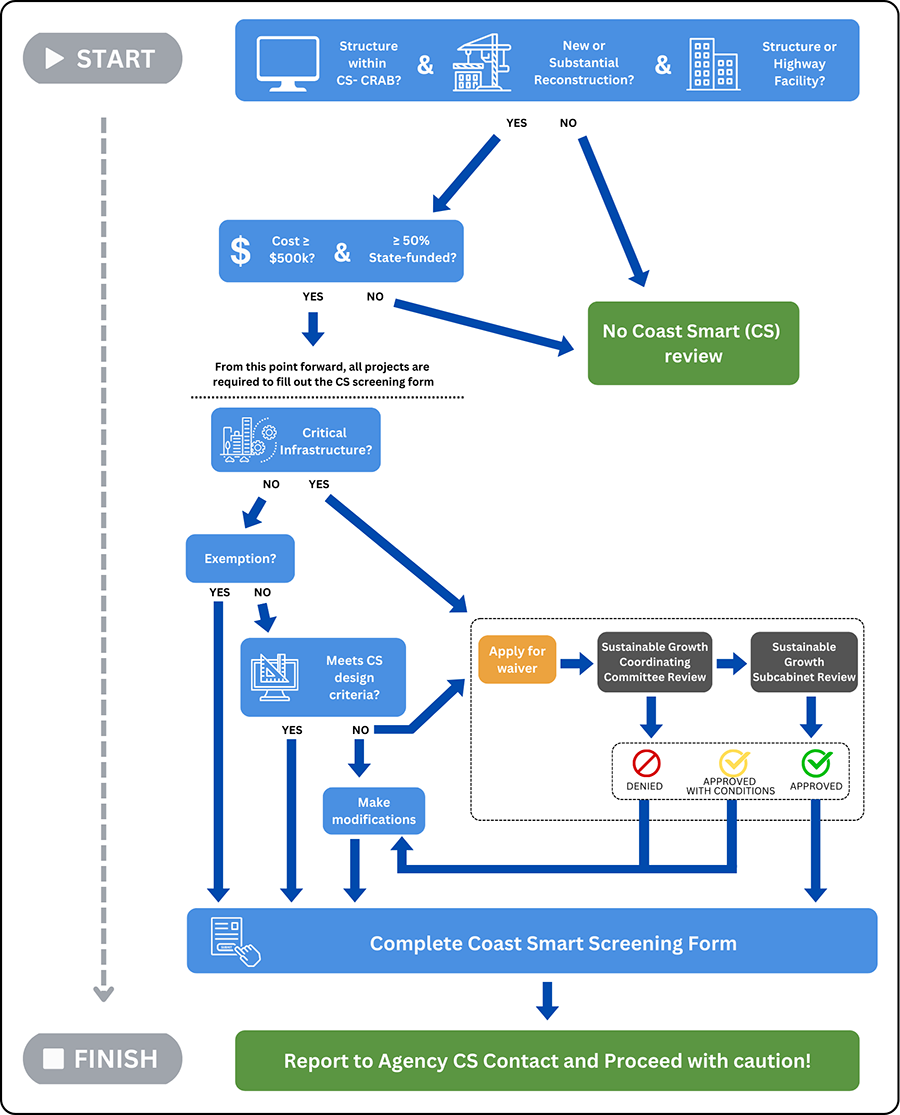 START
Structure
within
CS- CRAB?
&
New or
Substantial
Reconstruction?
&
Structure or
Highway
Facility?
YES
NO
$
Cost ≥
$500k?
&
≥ 50%
State-funded?
YES
NO
No Coast Smart (CS)
review
From this point forward, all projects are
required to fill out the CS screening form
Critical
Infrastructure?
NO
YES
Exemption?
YES
NO
Meets CS
design
criteria?
YES
NO
Make
modifications
Apply for
waiver
Sustainable Growth
Coordinating
Committee Review
Sustainable
Growth
Subcabinet Review
DENIED
APPROVED
WITH CONDITIONS
APPROVED
Complete Coast Smart Screening Form
FINISH
Report to Agency CS Contact and Proceed with caution!